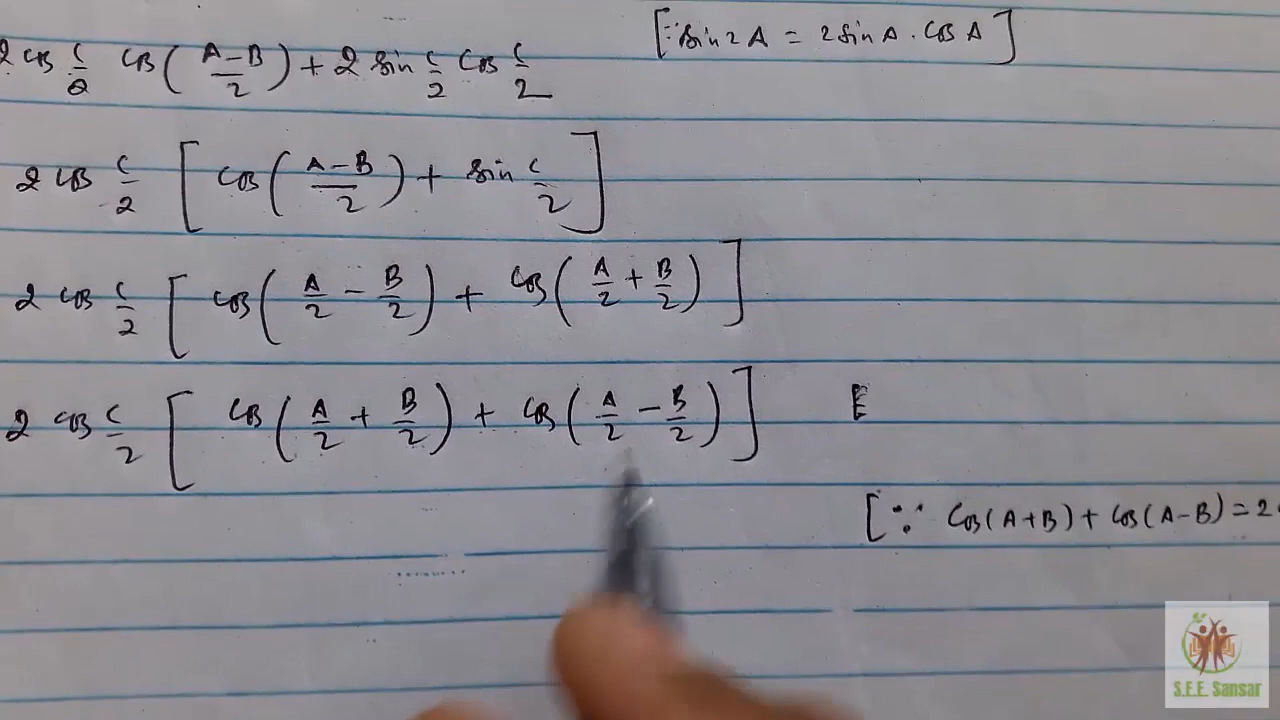 2 cos C/2 cos(A-B/2) + 2 sin C/2 cos C/2 [∵ sin 2A = 2 sin A . cos A]
2 cos C/2 [cos(A-B/2) + sin C/2]
2 cos C/2 [cos(A/2 - B/2) + cos(A/2 + B/2)]
2 cos C/2 [cos(A/2 + B/2) + cos(A/2 - B/2)]
[∵ cos(A+B) + cos(A-B) = 2
S.E.E. Sansar